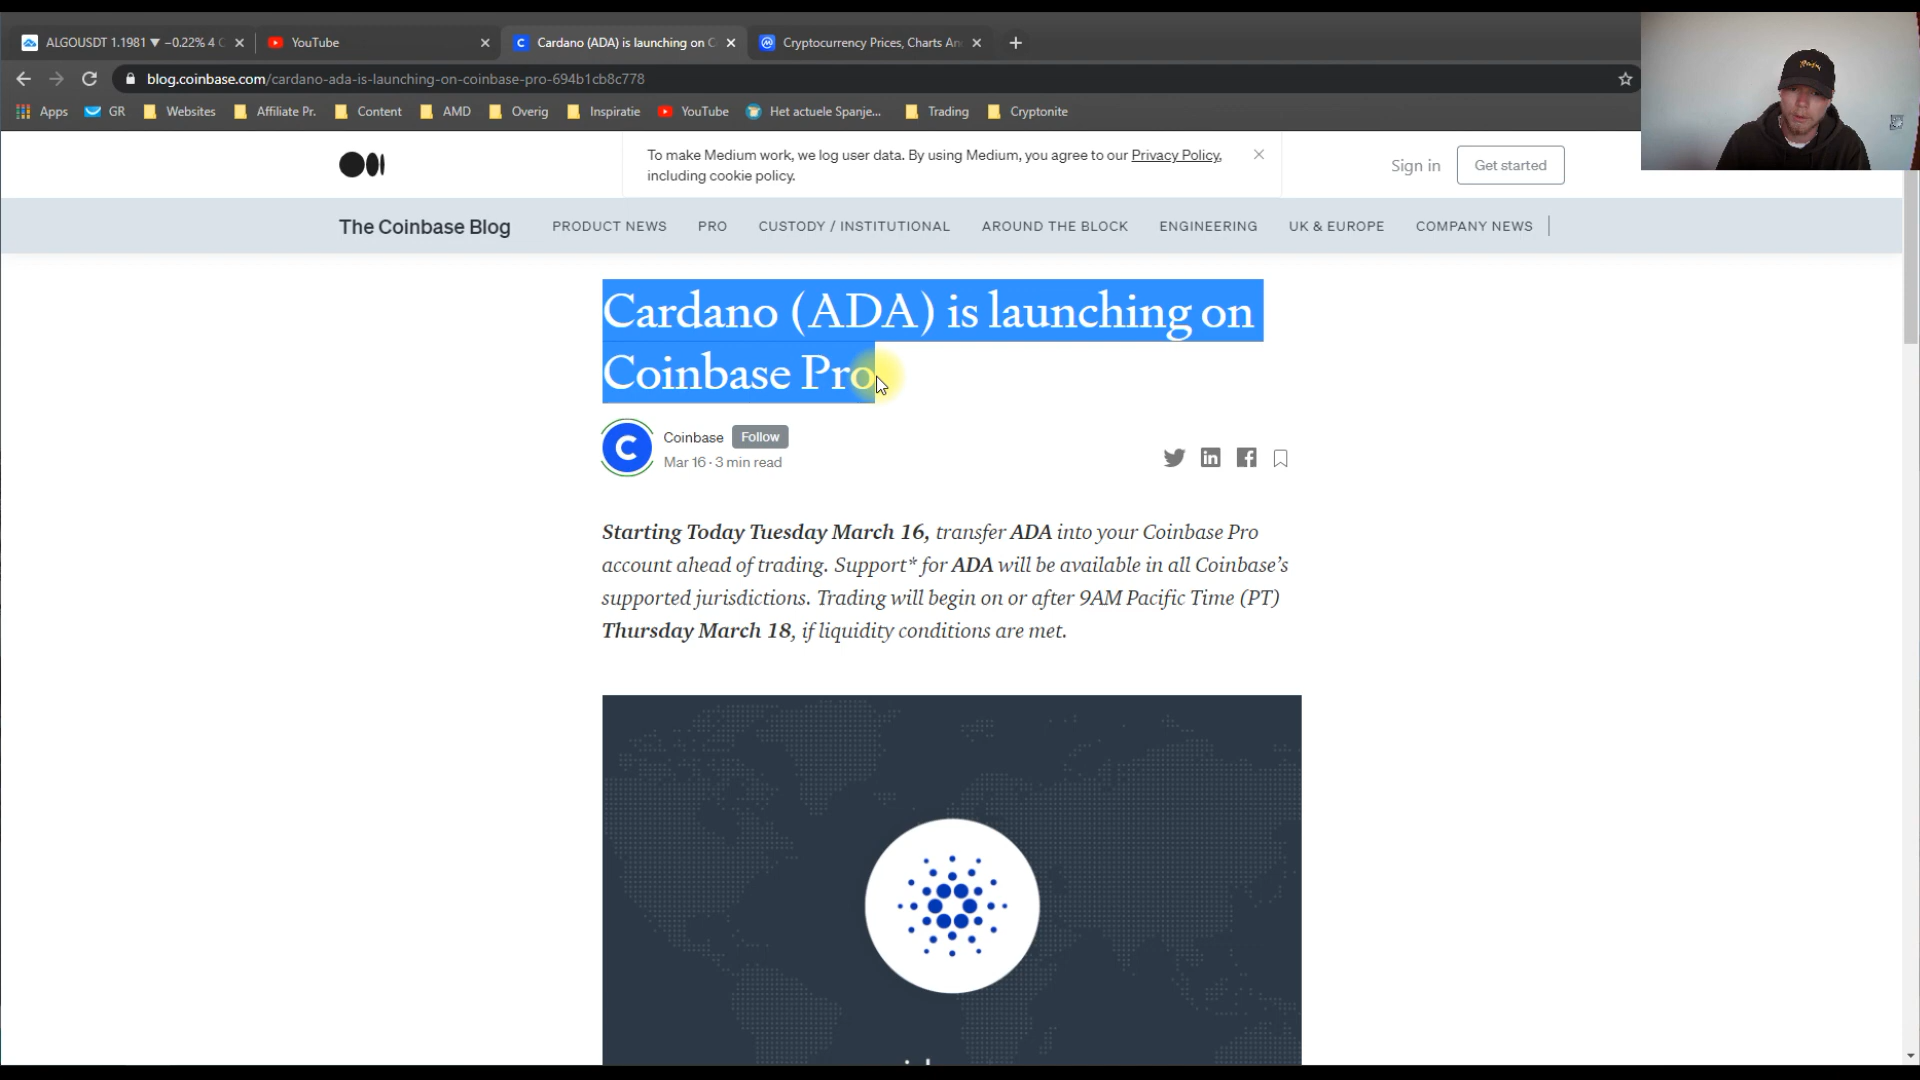 ALGOUSDT 1.1981 ▼ −0.22% 4
YouTube
Cardano (ADA) is launching on C
Cryptocurrency Prices, Charts An
blog.coinbase.com/cardano-ada-is-launching-on-coinbase-pro-694b1cb8c778
Apps GR Websites Affiliate Pr. Content AMD Overig Inspiratie YouTube Het actuele Spanje... Trading Cryptonite
To make Medium work, we log user data. By using Medium, you agree to our Privacy Policy,
including cookie policy.
Sign in Get started
The Coinbase Blog PRODUCT NEWS PRO CUSTODY / INSTITUTIONAL AROUND THE BLOCK ENGINEERING UK & EUROPE COMPANY NEWS
Cardano (ADA) is launching on
Coinbase Pro
Coinbase Follow
Mar 16 · 3 min read
Starting Today Tuesday March 16, transfer ADA into your Coinbase Pro
account ahead of trading. Support* for ADA will be available in all Coinbase’s
supported jurisdictions. Trading will begin on or after 9AM Pacific Time (PT)
Thursday March 18, if liquidity conditions are met.